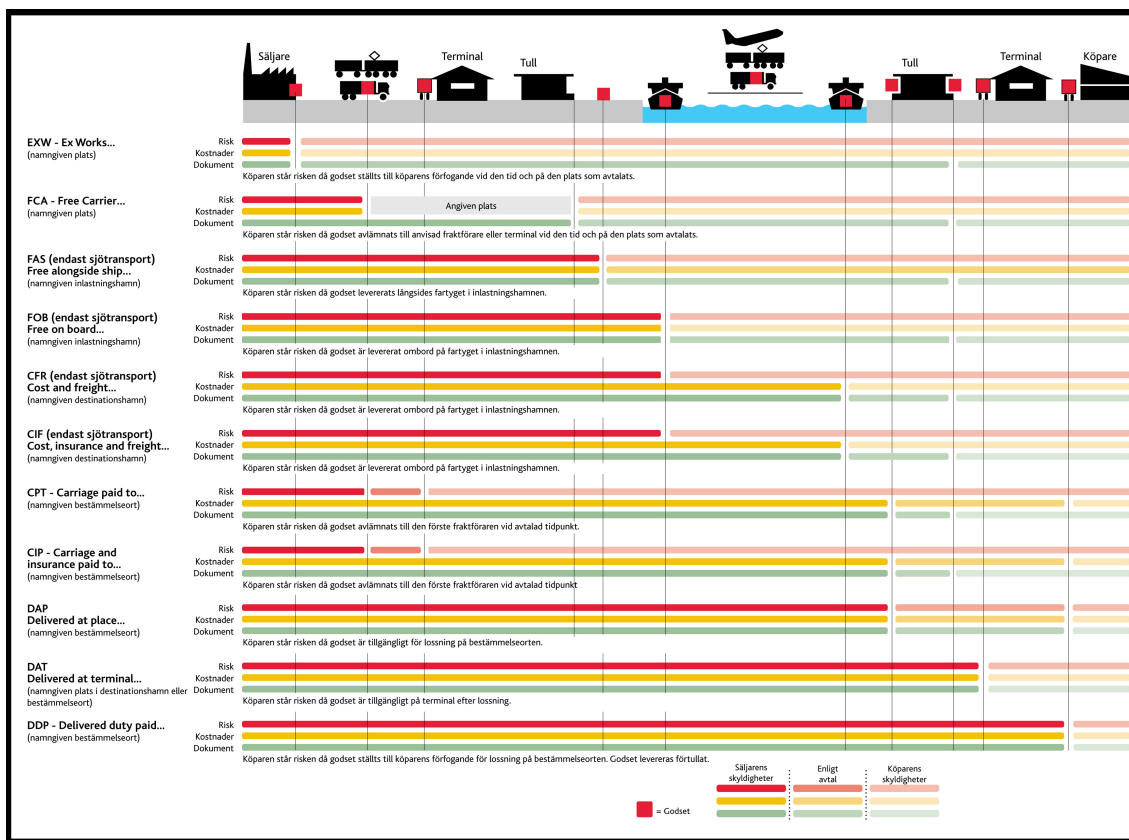 Säljare
Terminal
Tull
Tull
Terminal
Köpare
EXW - Ex Works...
(namngiven plats)
Risk
Kostnader
Dokument
Köparen står risken då godset ställts till köparens förfogande vid den tid och på den plats som avtalats.
FCA - Free Carrier...
(namngiven plats)
Risk
Kostnader
Dokument
Angiven plats
Köparen står risken då godset avlämnats till anvisad fraktförare eller terminal vid den tid och på den plats som avtalats.
FAS (endast sjötransport)
Free alongside ship...
(namngiven inlastningshamn)
Risk
Kostnader
Dokument
Köparen står risken då godset levererats långsides fartyget i inlastningshamnen.
FOB (endast sjötransport)
Free on board...
(namngiven inlastningshamn)
Risk
Kostnader
Dokument
Köparen står risken då godset är levererat ombord på fartyget i inlastningshamnen.
CFR (endast sjötransport)
Cost and freight...
(namngiven destinationshamn)
Risk
Kostnader
Dokument
Köparen står risken då godset är levererat ombord på fartyget i inlastningshamnen.
CIF (endast sjötransport)
Cost, insurance and freight...
(namngiven destinationshamn)
Risk
Kostnader
Dokument
Köparen står risken då godset är levererat ombord på fartyget i inlastningshamnen.
CPT - Carriage paid to...
(namngiven bestämmelseort)
Risk
Kostnader
Dokument
Köparen står risken då godset avlämnats till den förste fraktföraren vid avtalad tidpunkt.
CIP - Carriage and
insurance paid to...
(namngiven bestämmelseort)
Risk
Kostnader
Dokument
Köparen står risken då godset avlämnats till den förste fraktföraren vid avtalad tidpunkt
DAP
Delivered at place...
(namngiven bestämmelseort)
Risk
Kostnader
Dokument
Köparen står risken då godset är tillgängligt för lossning på bestämmelseorten.
DAT
Delivered at terminal...
(namngiven plats i destinationshamn eller
bestämmelseort)
Risk
Kostnader
Dokument
Köparen står risken då godset är tillgängligt på terminal efter lossning.
DDP - Delivered duty paid...
(namngiven bestämmelseort)
Risk
Kostnader
Dokument
Köparen står risken då godset ställts till köparens förfogande för lossning på bestämmelseorten. Godset levereras förtullat.
= Godset
Säljarens
skyldigheter
Enligt
avtal
Köparens
skyldigheter